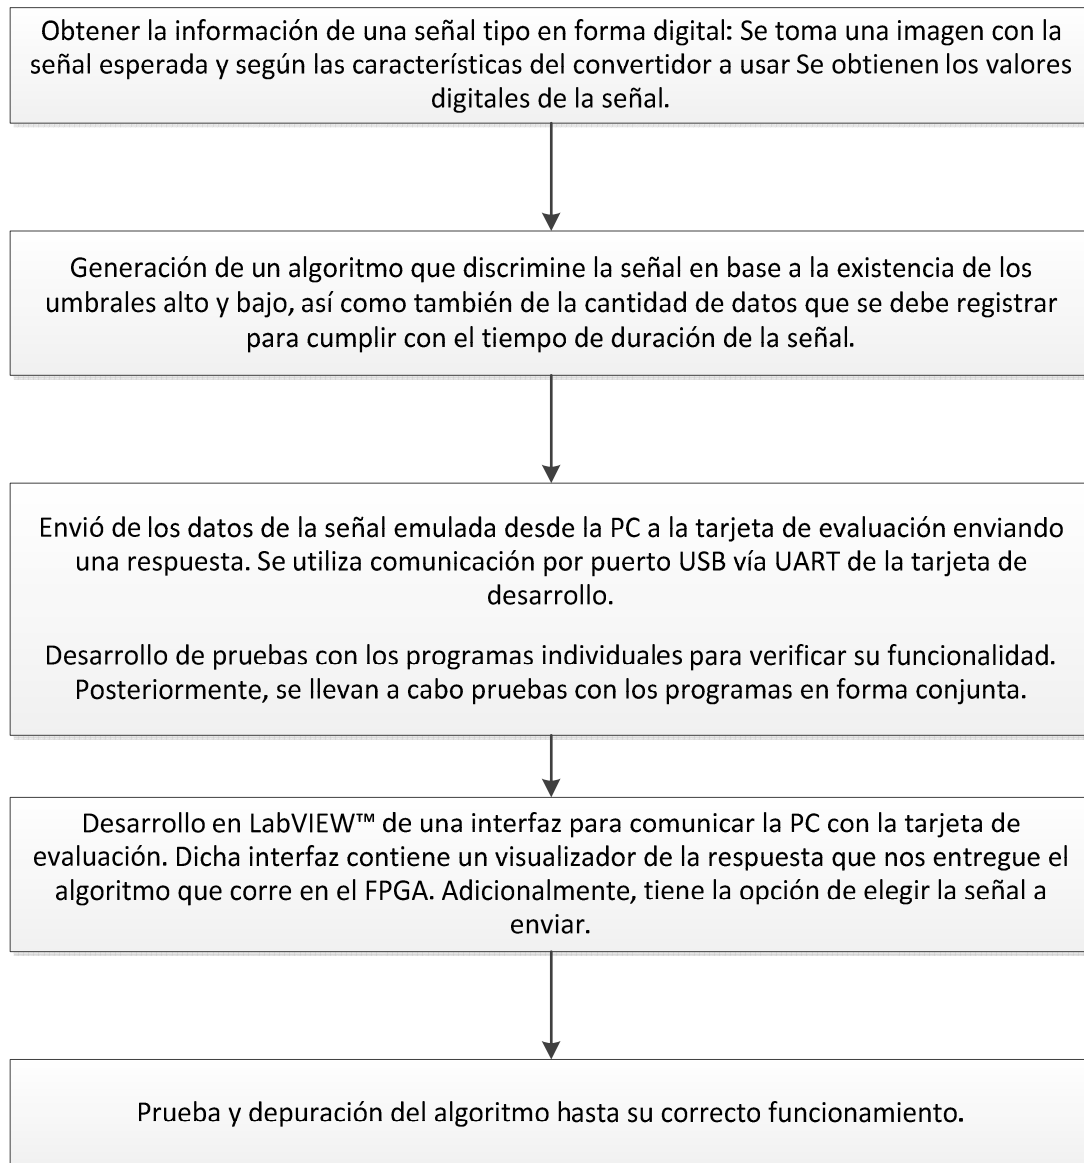 Obtener la información de una señal tipo en forma digital: Se toma una imagen con la
señal esperada y según las características del convertidor a usar Se obtienen los valores
digitales de la señal.
Generación de un algoritmo que discrimine la señal en base a la existencia de los
umbrales alto y bajo, así como también de la cantidad de datos que se debe registrar
para cumplir con el tiempo de duración de la señal.
Envió de los datos de la señal emulada desde la PC a la tarjeta de evaluación enviando
una respuesta. Se utiliza comunicación por puerto USB vía UART de la tarjeta de
desarrollo.
Desarrollo de pruebas con los programas individuales para verificar su funcionalidad.
Posteriormente, se llevan a cabo pruebas con los programas en forma conjunta.
Desarrollo en LabVIEW™ de una interfaz para comunicar la PC con la tarjeta de
evaluación. Dicha interfaz contiene un visualizador de la respuesta que nos entregue el
algoritmo que corre en el FPGA. Adicionalmente, tiene la opción de elegir la señal a
enviar.
Prueba y depuración del algoritmo hasta su correcto funcionamiento.